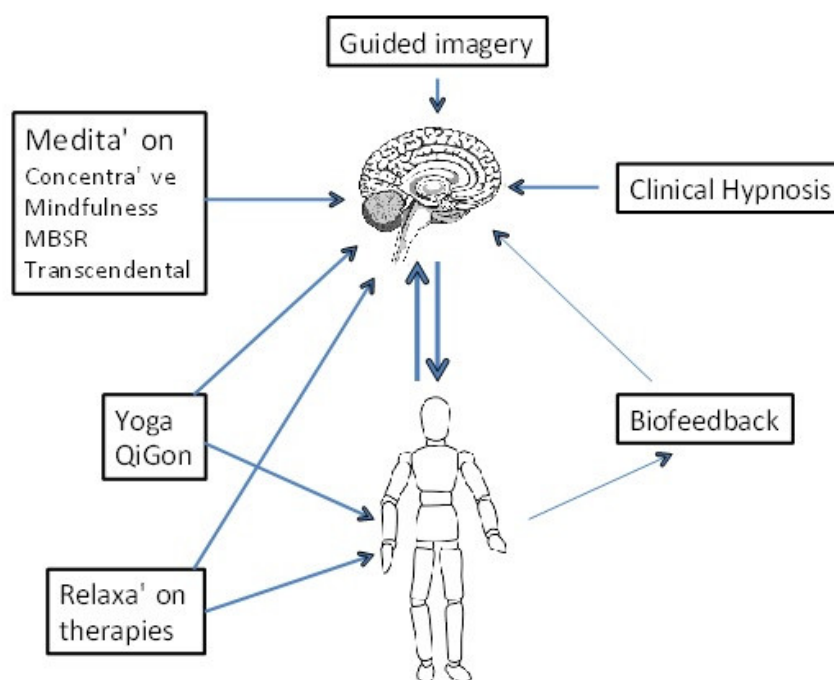 Guided imagery
Medita' on
Concentra' ve
Mindfulness
MBSR
Transcendental
Clinical Hypnosis
Yoga
QiGon
Biofeedback
Relaxa' on
therapies